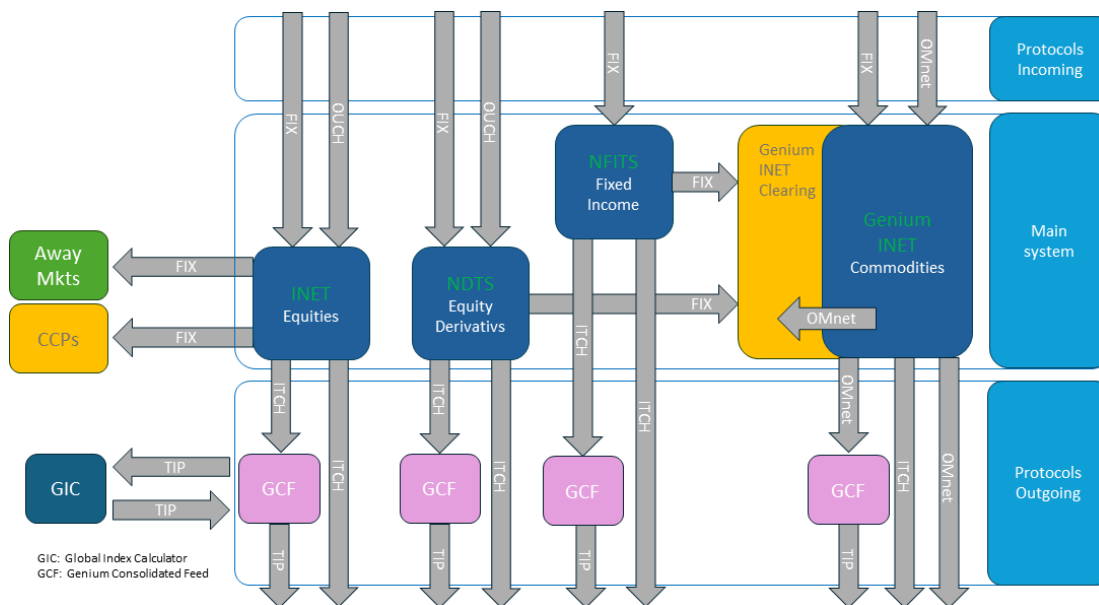 FIX
OUCH
FIX
OUCH
FIX
FIX
OMnet
Protocols
Incoming
NFITS
Fixed
Income
FIX
Genium
INET
Clearing
Genium
INET
Commodities
Main
system
Away
Mkts
FIX
INET
Equities
NDTS
Equity
Derivativs
FIX
OMnet
CCPs
FIX
ITCH
ITCH
ITCH
ITCH
ITCH
ITCH
OMnet
ITCH
OMnet
GIC
TIP
TIP
GCF
GCF
GCF
GCF
Protocols
Outgoing
TIP
TIP
TIP
TIP
GIC: Global Index Calculator
GCF: Genium Consolidated Feed